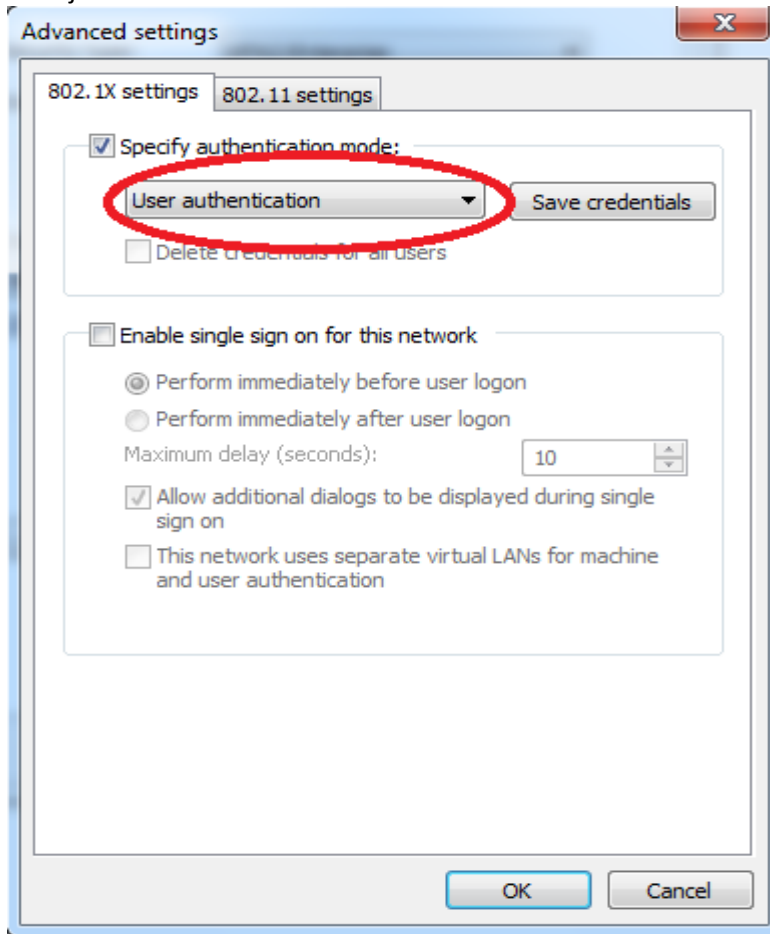 Advanced settings
802.1X settings
802.11 settings
Specify authentication mode:
User authentication
Save credentials
Delete credentials for all users
Enable single sign on for this network
Perform immediately before user logon
Perform immediately after user logon
Maximum delay (seconds):
10
Allow additional dialogs to be displayed during single
sign on
This network uses separate virtual LANs for machine
and user authentication
OK
Cancel